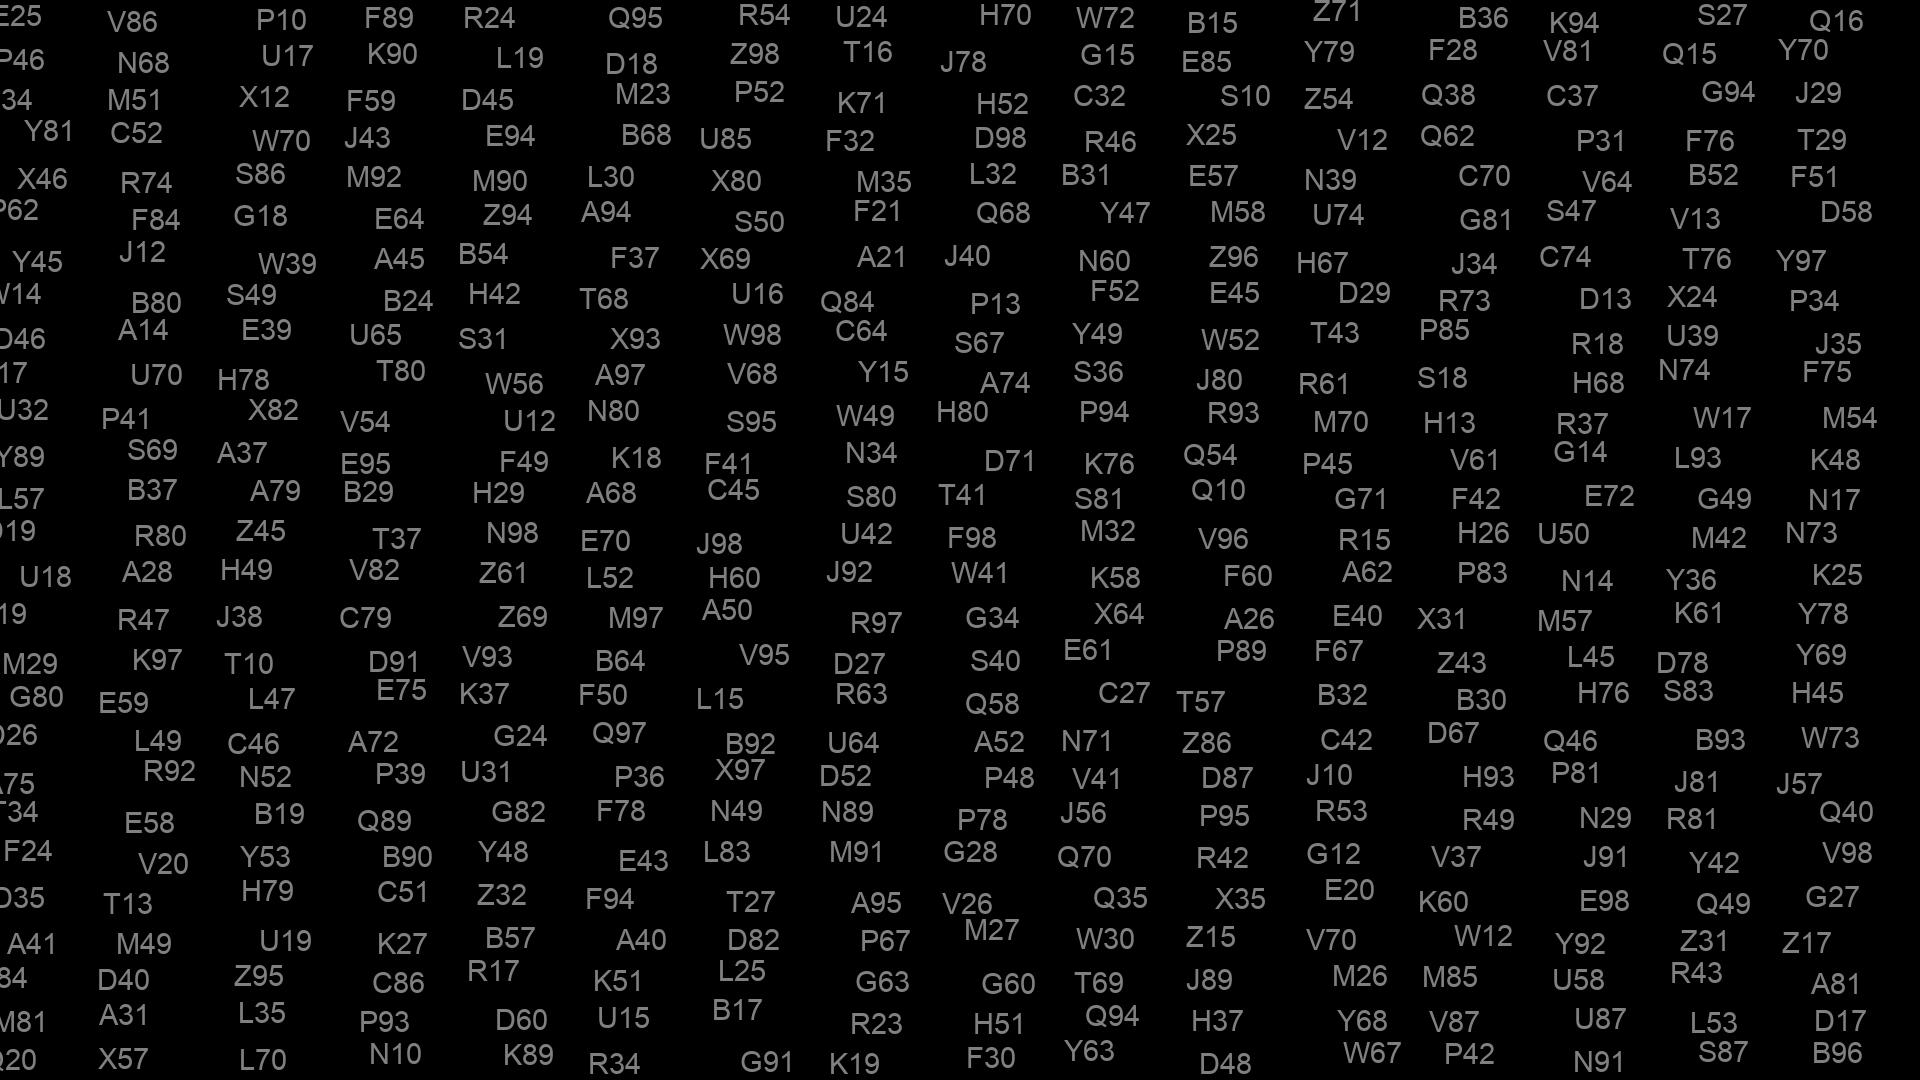 E25 V86 P10 F89 R24 Q95 R54 U24 H70 W72 B15 Z71 B36 K94 S27 Q16
P46 N68 U17 K90 L19 D18 Z98 T16 J78 G15 E85 Y79 F28 V81 Q15 Y70
34 M51 X12 F59 D45 M23 P52 K71 H52 C32 S10 Z54 Q38 C37 G94 J29
Y81 C52 W70 J43 E94 B68 U85 F32 D98 R46 X25 V12 Q62 P31 F76 T29
X46 R74 S86 M92 M90 L30 X80 M35 L32 B31 E57 N39 C70 V64 B52 F51
P62 F84 G18 E64 Z94 A94 S50 F21 Q68 Y47 M58 U74 G81 S47 V13 D58
Y45 J12 W39 A45 B54 F37 X69 A21 J40 N60 Z96 H67 J34 C74 T76 Y97
W14 B80 S49 B24 H42 T68 U16 Q84 P13 F52 E45 D29 R73 D13 X24 P34
D46 A14 E39 U65 S31 X93 W98 C64 S67 Y49 W52 T43 P85 R18 U39 J35
17 U70 H78 T80 W56 A97 V68 Y15 A74 S36 J80 R61 S18 H68 N74 F75
U32 P41 X82 V54 U12 N80 S95 W49 H80 P94 R93 M70 H13 R37 W17 M54
Y89 S69 A37 E95 F49 K18 F41 N34 D71 K76 Q54 P45 V61 G14 L93 K48
L57 B37 A79 B29 H29 A68 C45 S80 T41 S81 Q10 G71 F42 E72 G49 N17
19 R80 Z45 T37 N98 E70 J98 U42 F98 M32 V96 R15 H26 U50 M42 N73
U18 A28 H49 V82 Z61 L52 H60 J92 W41 K58 F60 A62 P83 N14 Y36 K25
19 R47 J38 C79 Z69 M97 A50 R97 G34 X64 A26 E40 X31 M57 K61 Y78
M29 K97 T10 D91 V93 B64 V95 D27 S40 E61 P89 F67 Z43 L45 D78 Y69
G80 E59 L47 E75 K37 F50 L15 R63 Q58 C27 T57 B32 B30 H76 S83 H45
26 L49 C46 A72 G24 Q97 B92 U64 A52 N71 Z86 C42 D67 Q46 B93 W73
A75 R92 N52 P39 U31 P36 X97 D52 P48 V41 D87 J10 H93 P81 J81 J57
T34 E58 B19 Q89 G82 F78 N49 N89 P78 J56 P95 R53 R49 N29 R81 Q40
F24 V20 Y53 B90 Y48 E43 L83 M91 G28 Q70 R42 G12 V37 J91 Y42 V98
D35 T13 H79 C51 Z32 F94 T27 A95 V26 Q35 X35 E20 K60 E98 Q49 G27
A41 M49 U19 K27 B57 A40 D82 P67 M27 W30 Z15 V70 W12 Y92 Z31 Z17
84 D40 Z95 C86 R17 K51 L25 G63 G60 T69 J89 M26 M85 U58 R43 A81
M81 A31 L35 P93 D60 U15 B17 R23 H51 Q94 H37 Y68 V87 U87 L53 D17
20 X57 L70 N10 K89 R34 G91 K19 F30 Y63 D48 W67 P42 N91 S87 B96